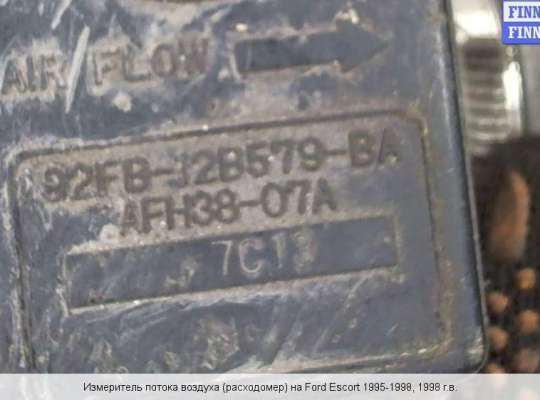 FINN
FINN
AIR FLOW
92FB-12B579-BA
AFH38-07A
7C13
Измеритель потока воздуха (расходомер) на Ford Escort 1995-1998, 1998 г.в.